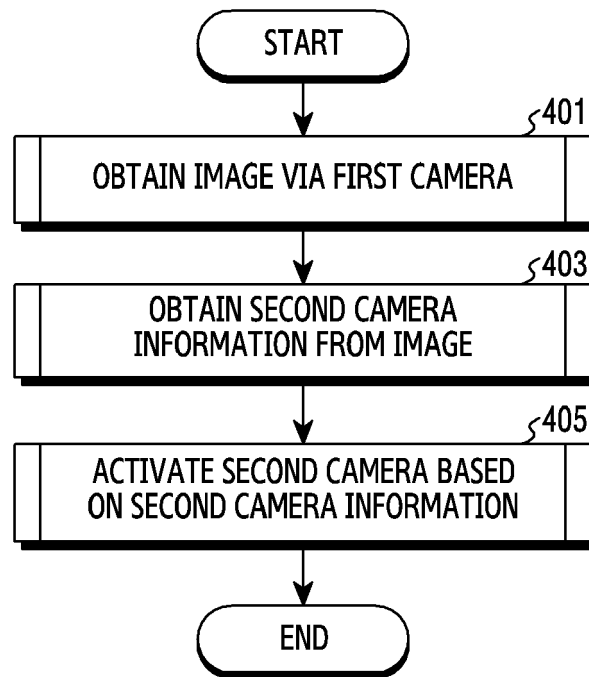 START
401
OBTAIN IMAGE VIA FIRST CAMERA
403
OBTAIN SECOND CAMERA
INFORMATION FROM IMAGE
405
ACTIVATE SECOND CAMERA BASED
ON SECOND CAMERA INFORMATION
END